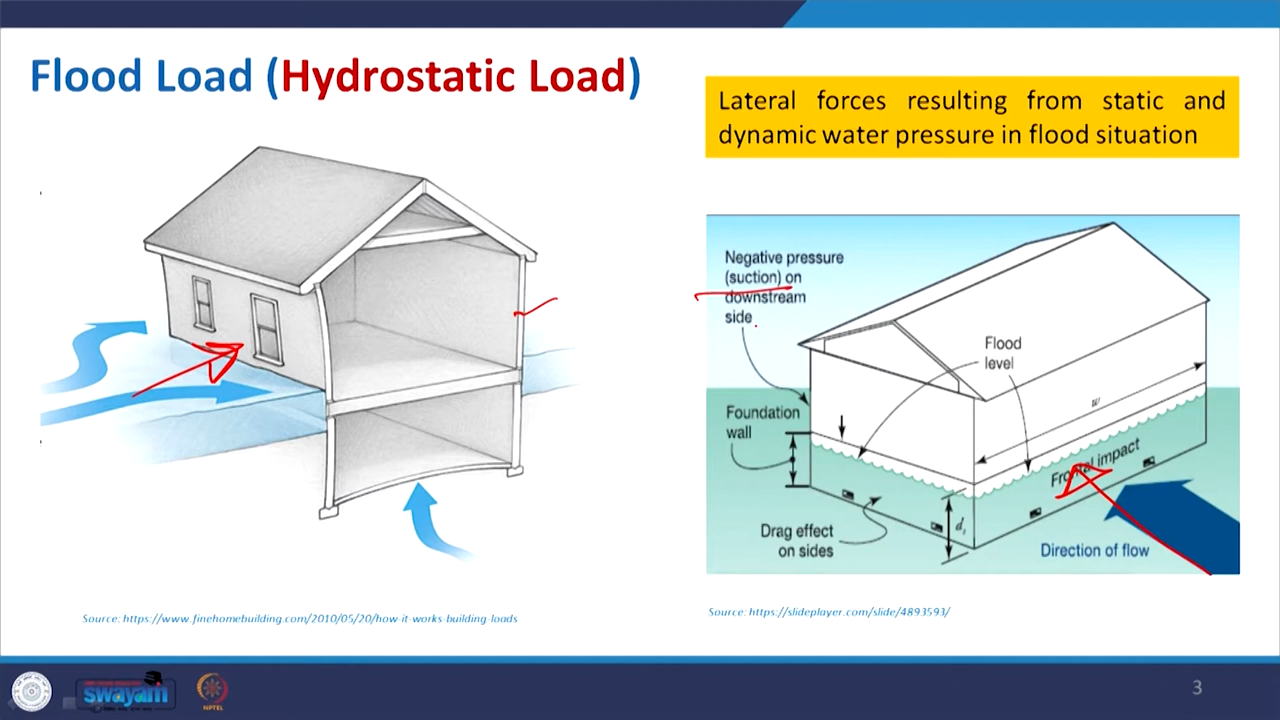 Flood Load (Hydrostatic Load)
Lateral forces resulting from static and
dynamic water pressure in flood situation
Negative pressure
(suction) on
downstream
side
Flood
level
w
Foundation
wall
Frontal impact
d
Drag effect
on sides
Direction of flow
Source: https://www.finehomebuilding.com/2010/05/20/how-it-works-building-loads
Source: https://slideplayer.com/slide/4893593/
swayam
NPTEL
3